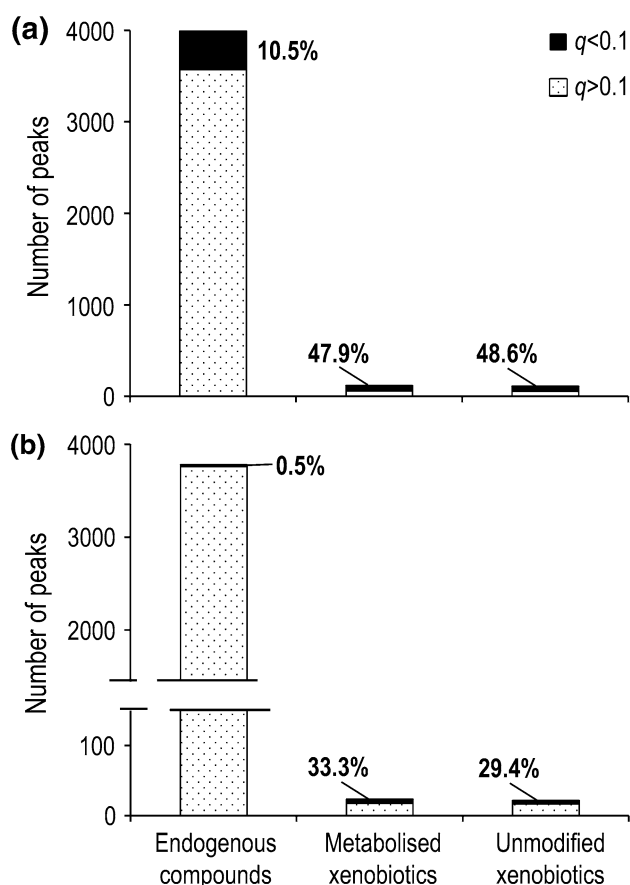 (a)
4000
3000
2000
1000
0
Number of peaks
10.5%
47.9%
48.6%
q<0.1
q>0.1
(b)
4000
3000
2000
100
0
Number of peaks
0.5%
33.3%
29.4%
Endogenous
compounds
Metabolised
xenobiotics
Unmodified
xenobiotics